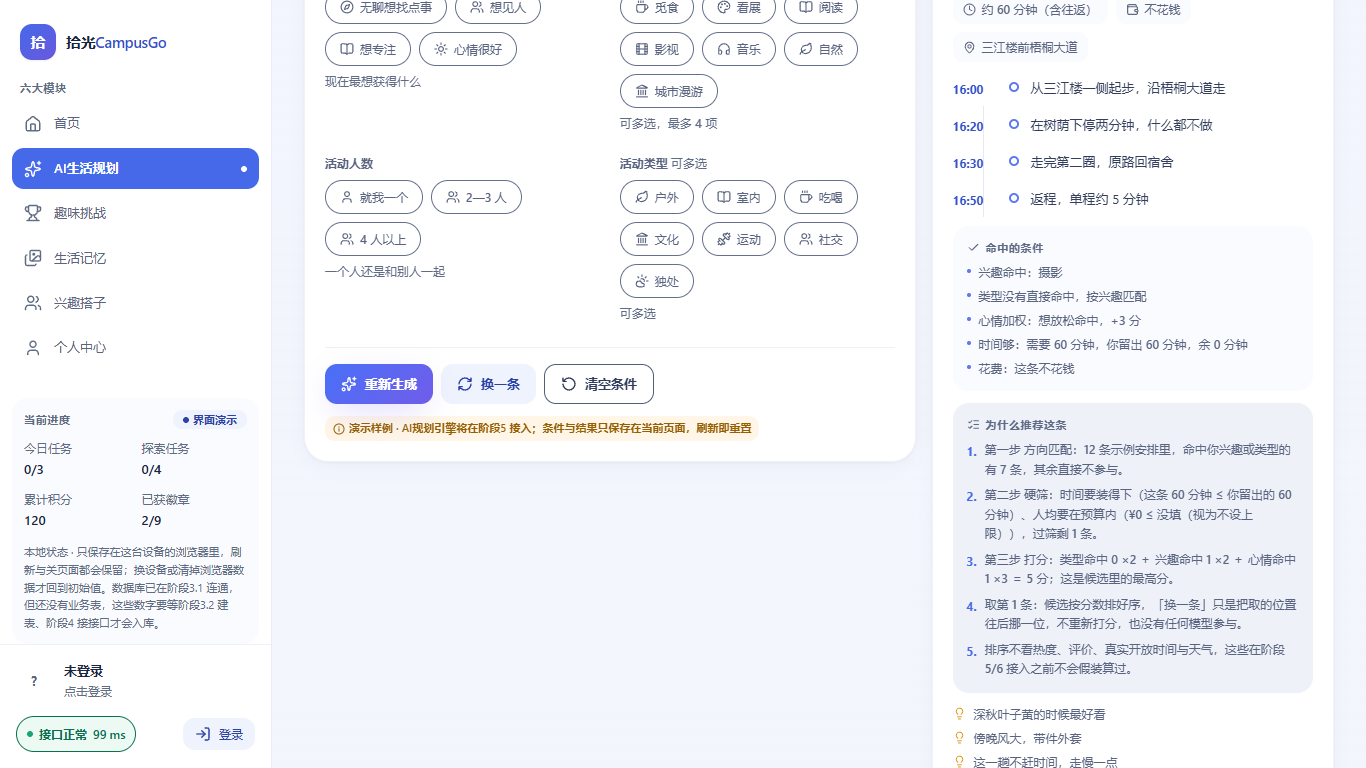 拾 拾光CampusGo
六大模块
首页
AI生活规划
趣味挑战
生活记忆
兴趣搭子
个人中心
当前进度 界面演示
今日任务 探索任务
0/3 0/4
累计积分 已获徽章
120 2/9
本地状态 · 只保存在这台设备的浏览器里，刷
新与关页面都会保留；换设备或清掉浏览器数
据才回到初始值。数据库已在阶段3.1 连通，
但还没有业务表，这些数字要等阶段3.2 建
表、阶段4 接接口才会入库。
? 未登录
点击登录
接口正常 99 ms 登录
无聊想找点事 想见人
想专注 心情很好
现在最想获得什么
觅食 看展 阅读
影视 音乐 自然
城市漫游
可多选，最多 4 项
活动人数
就我一个 2—3 人
4 人以上
一个人还是和别人一起
活动类型 可多选
户外 室内 吃喝
文化 运动 社交
独处
可多选
重新生成 换一条 清空条件
演示样例 · AI规划引擎将在阶段5 接入；条件与结果只保存在当前页面，刷新即重置
约 60 分钟（含往返） 不花钱
三江楼前梧桐大道
16:00 从三江楼一侧起步，沿梧桐大道走
16:20 在树荫下停两分钟，什么都不做
16:30 走完第二圈，原路回宿舍
16:50 返程，单程约 5 分钟
命中的条件
兴趣命中：摄影
类型没有直接命中，按兴趣匹配
心情加权：想放松命中，+3 分
时间够：需要 60 分钟，你留出 60 分钟，余 0 分钟
花费：这条不花钱
为什么推荐这条
1. 第一步 方向匹配：12 条示例安排里，命中你兴趣或类型的
有 7 条，其余直接不参与。
2. 第二步 硬筛：时间要装得下（这条 60 分钟 ≤ 你留出的 60
分钟）、人均要在预算内（¥0 ≤ 没填（视为不设上
限）），过筛剩 1 条。
3. 第三步 打分：类型命中 0 ×2 + 兴趣命中 1 ×2 + 心情命中
1 ×3 = 5 分；这是候选里的最高分。
4. 取第 1 条：候选按分数排好序，「换一条」只是把取的位置
往后挪一位，不重新打分，也没有任何模型参与。
5. 排序不看热度、评价、真实开放时间与天气，这些在阶段
5/6 接入之前不会假装算过。
深秋叶子黄的时候最好看
傍晚风大，带件外套
这一趟不赶时间，走慢一点